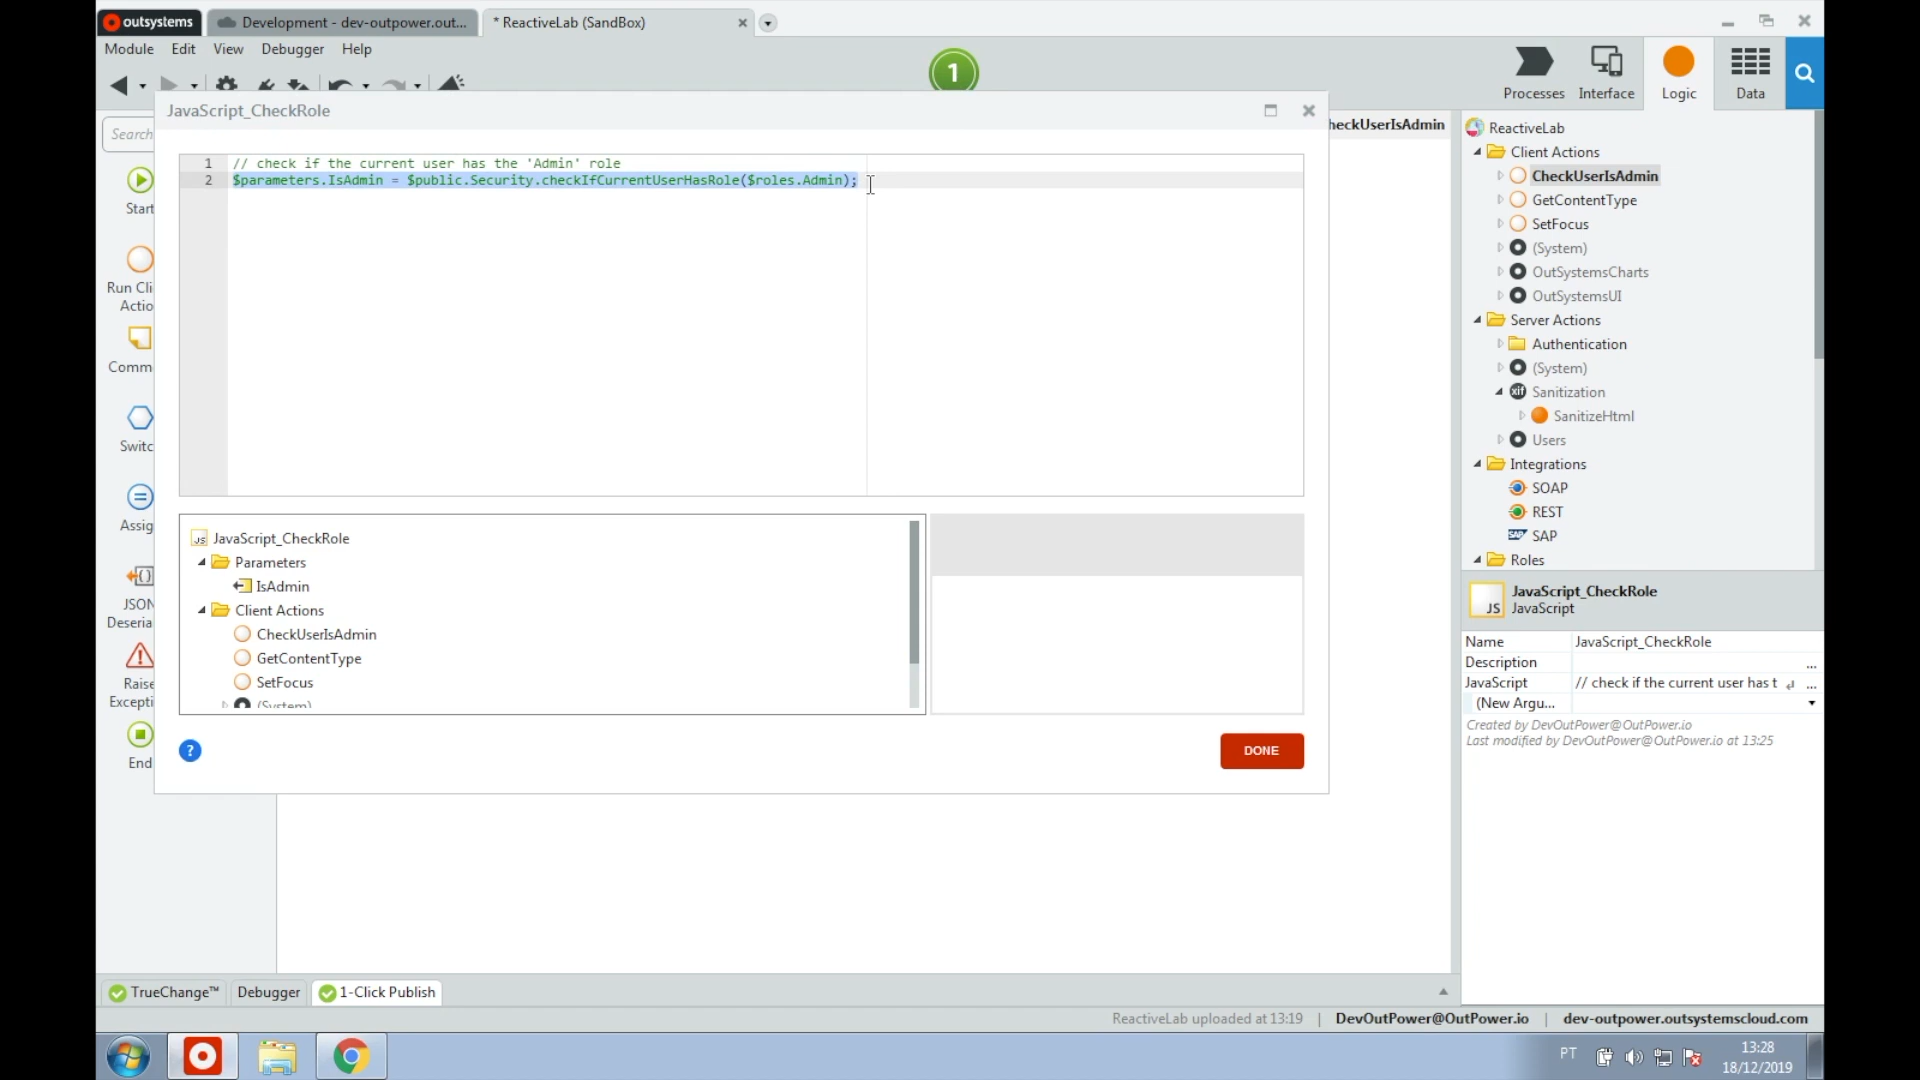 outsystems
Development - dev-outpower.out...
* ReactiveLab (SandBox)
Module Edit View Debugger Help
1
Processes
Interface
Logic
Data
JavaScript_CheckRole
Search
heckUserIsAdmin
1 // check if the current user has the 'Admin' role
2 $parameters.IsAdmin = $public.Security.checkIfCurrentUserHasRole($roles.Admin);
Start
Run Cli
Actio
Comm
Switc
Assig
JSON
Deseria
Raise
Excepti
End
JavaScript_CheckRole
Parameters
IsAdmin
Client Actions
CheckUserIsAdmin
GetContentType
SetFocus
(System)
?
DONE
ReactiveLab
Client Actions
CheckUserIsAdmin
GetContentType
SetFocus
(System)
OutSystemsCharts
OutSystemsUI
Server Actions
Authentication
(System)
xif Sanitization
SanitizeHtml
Users
Integrations
SOAP
REST
SAP SAP
Roles
JS
JavaScript_CheckRole
JavaScript
Name JavaScript_CheckRole
Description ...
JavaScript // check if the current user has t ...
(New Argu...
Created by DevOutPower@OutPower.io
Last modified by DevOutPower@OutPower.io at 13:25
TrueChange™ Debugger 1-Click Publish
ReactiveLab uploaded at 13:19 | DevOutPower@OutPower.io | dev-outpower.outsystemscloud.com
PT
13:28
18/12/2019